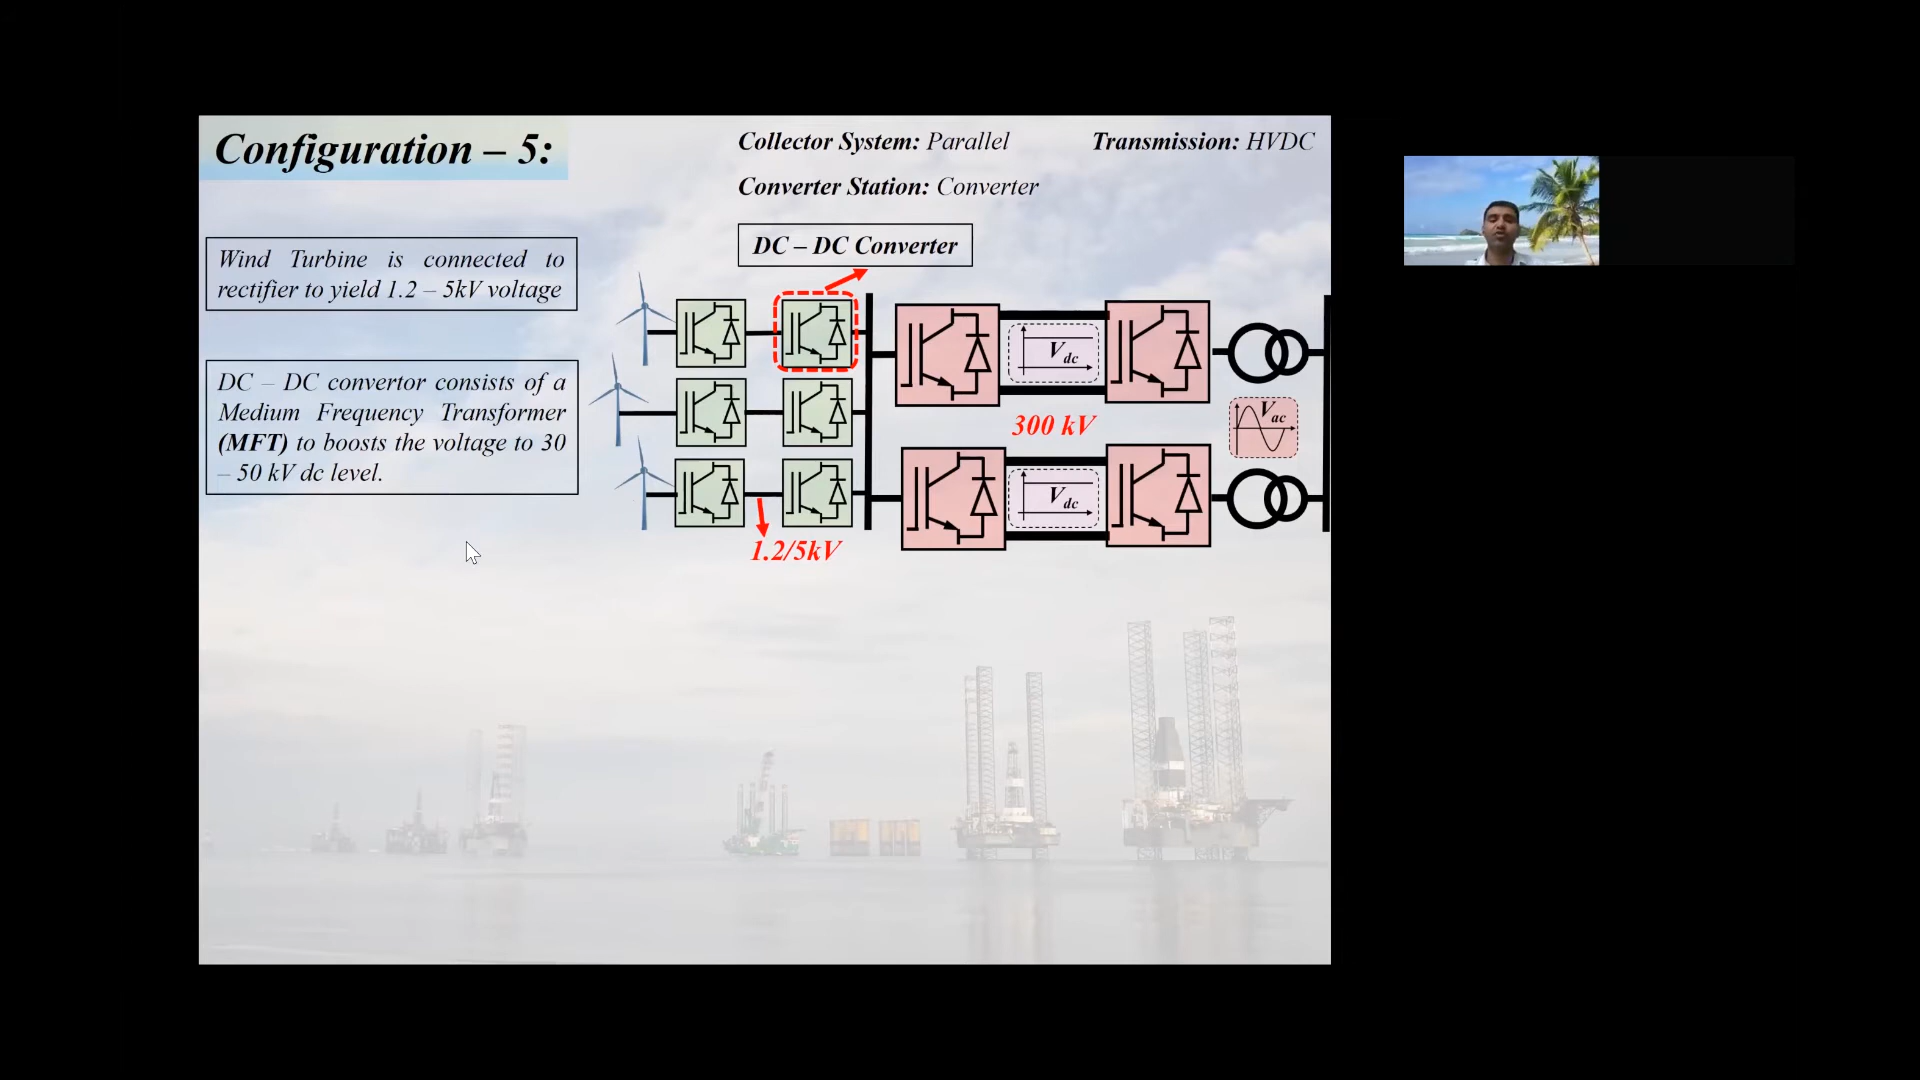 Configuration – 5:
Collector System: Parallel
Transmission: HVDC
Converter Station: Converter
Wind Turbine is connected to
rectifier to yield 1.2 – 5kV voltage
DC – DC convertor consists of a
Medium Frequency Transformer
(MFT) to boosts the voltage to 30
– 50 kV dc level.
DC – DC Converter
Vdc
300 kV
Vac
Vdc
1.2/5kV